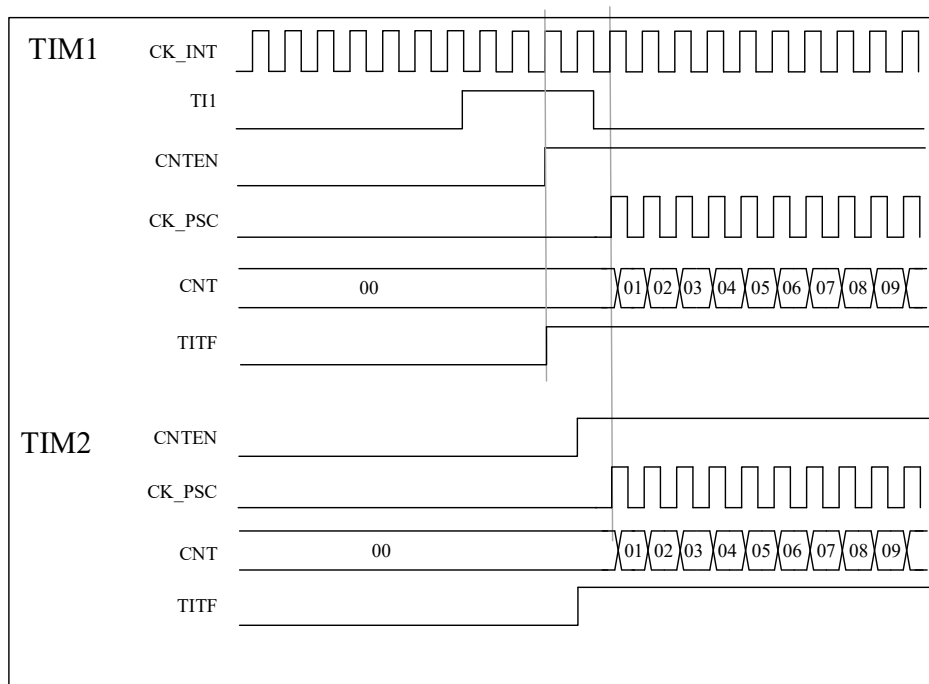 TIM1
CK_INT
TI1
CNTEN
CK_PSC
CNT 00 01 02 03 04 05 06 07 08 09
TITF
TIM2
CNTEN
CK_PSC
CNT 00 01 02 03 04 05 06 07 08 09
TITF